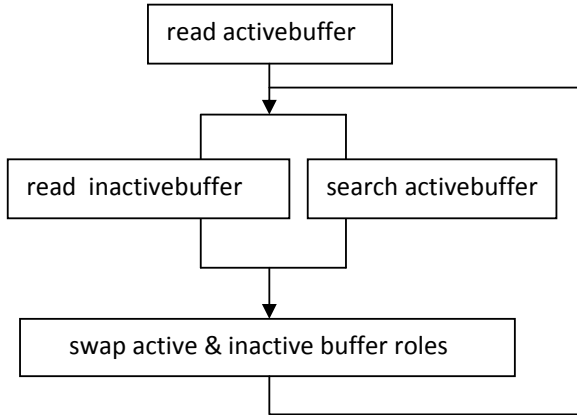 read activebuffer
read inactivebuffer
search activebuffer
swap active & inactive buffer roles